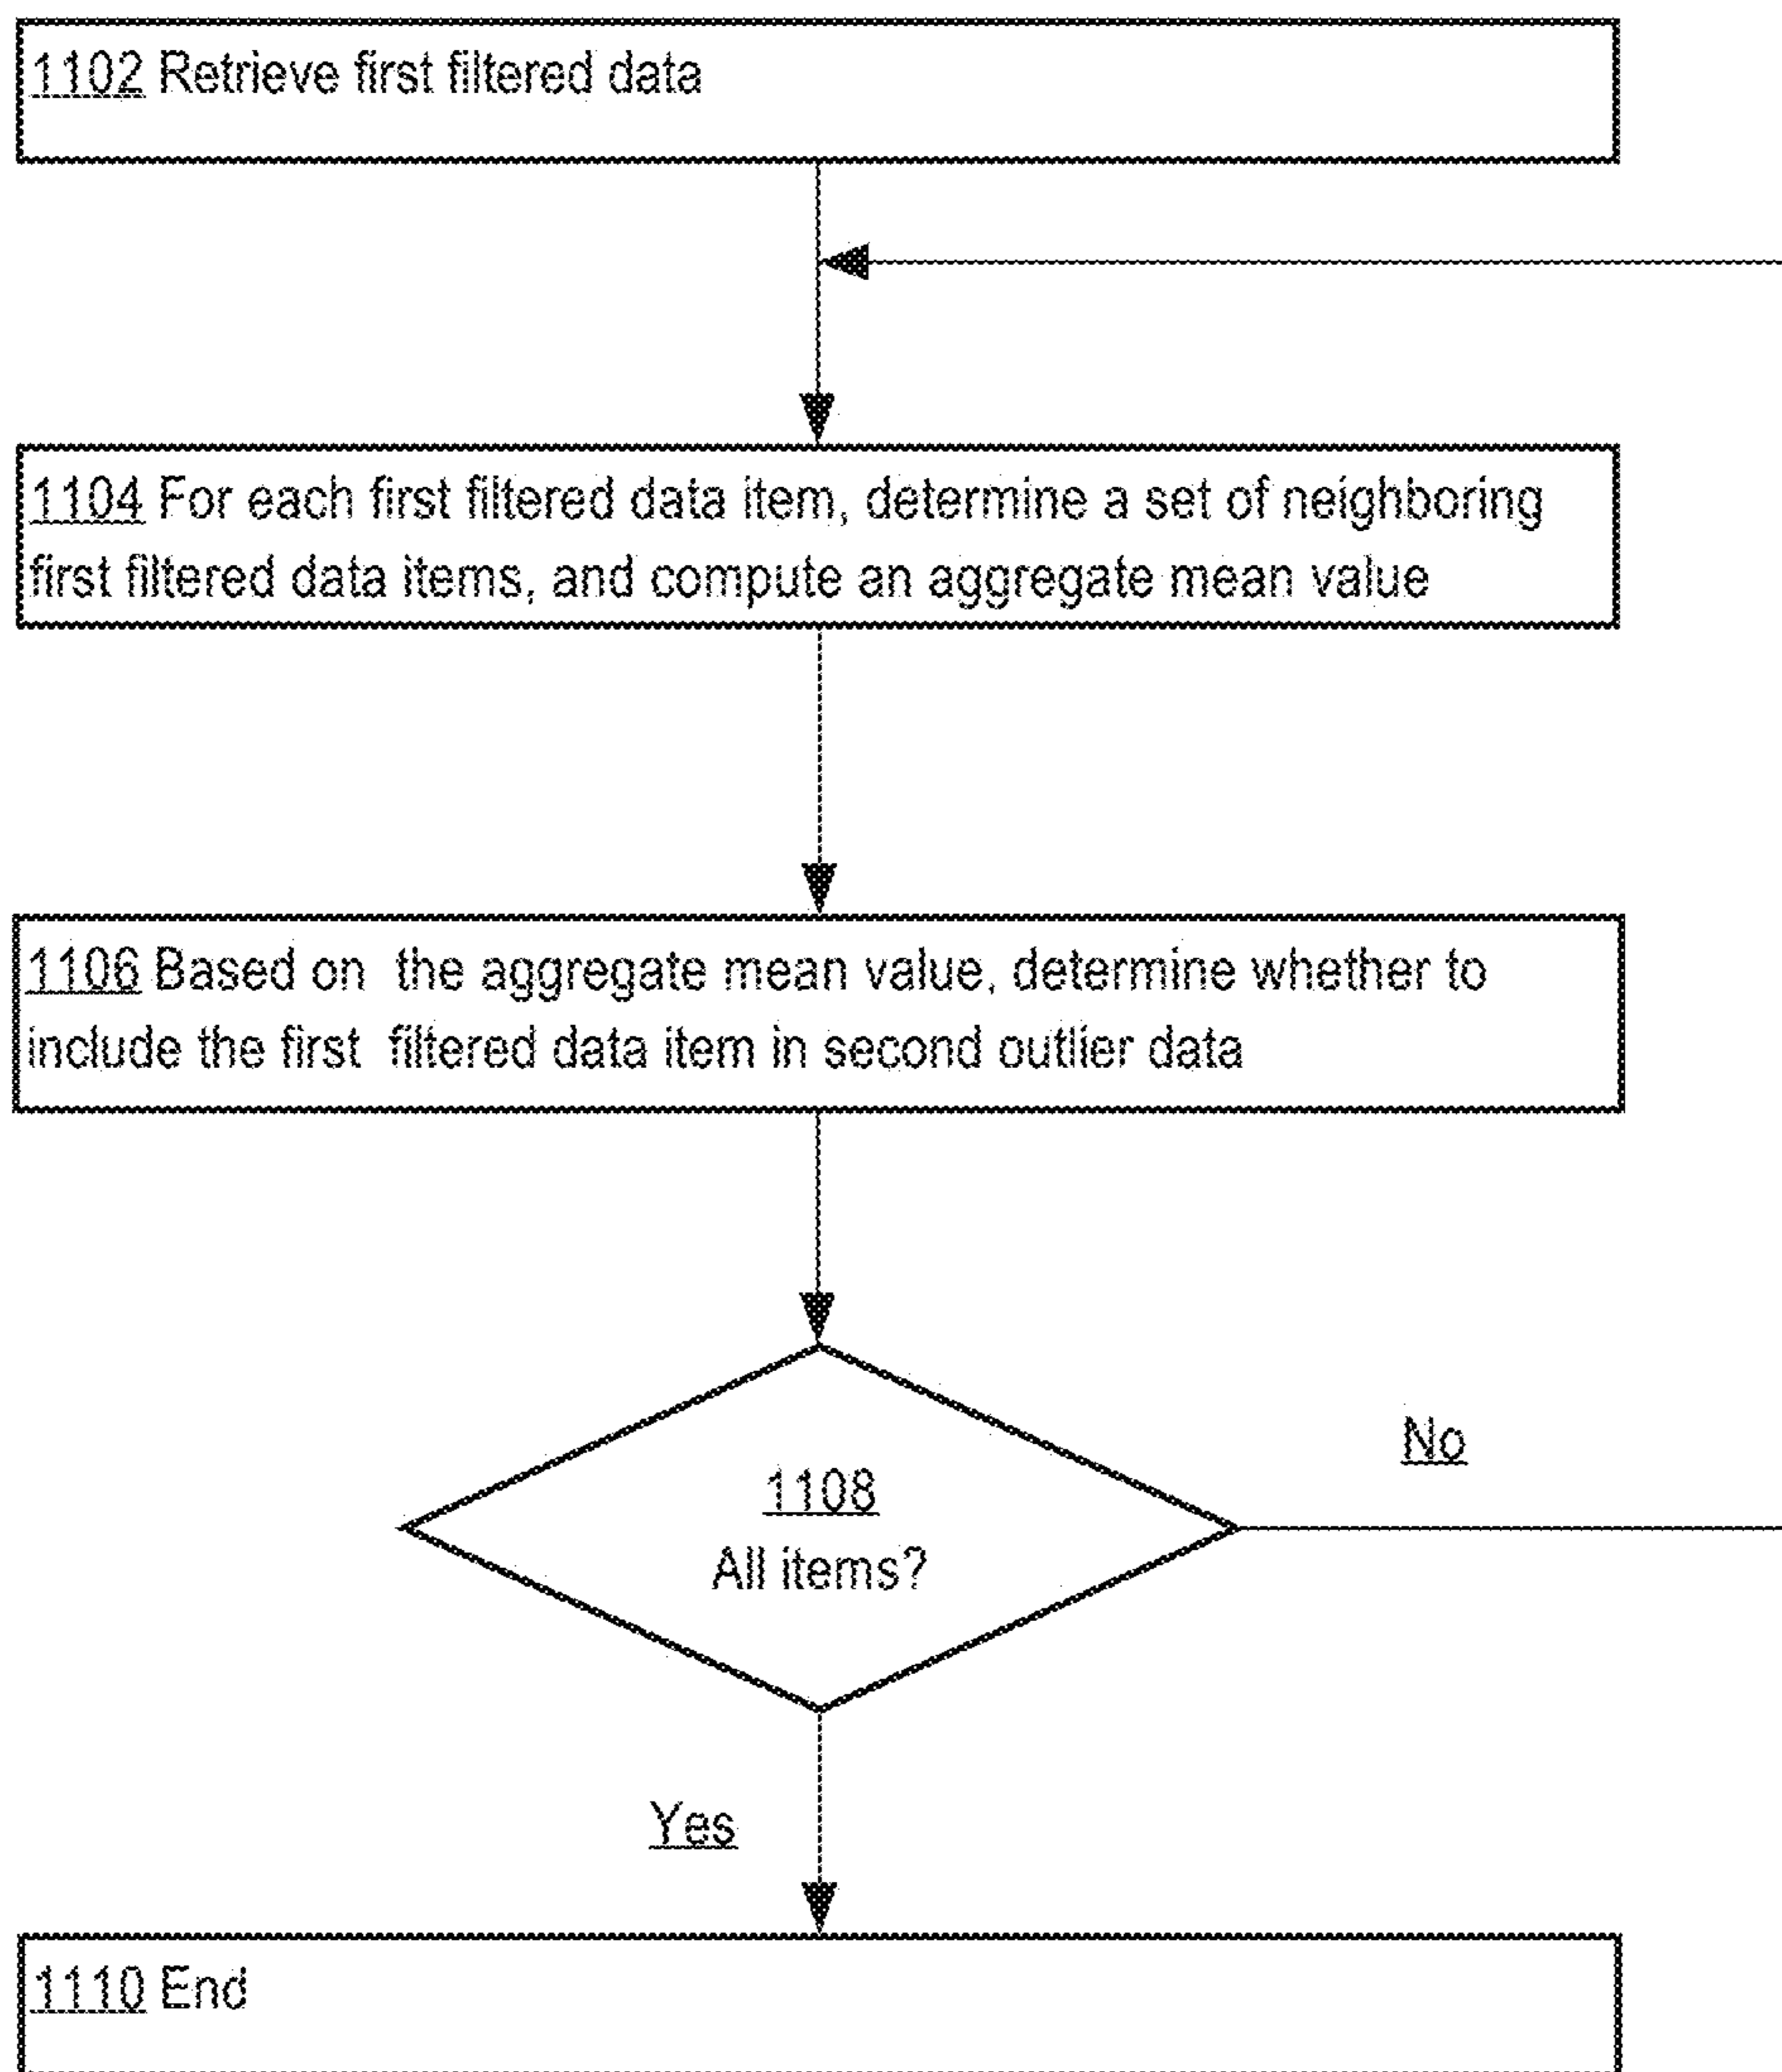 1102 Retrieve first filtered data
1104 For each first filtered data item, determine a set of neighboring
first filtered data items, and compute an aggregate mean value
1106 Based on the aggregate mean value, determine whether to
include the first filtered data item in second outlier data
No
1108
All items?
Yes
1110 End